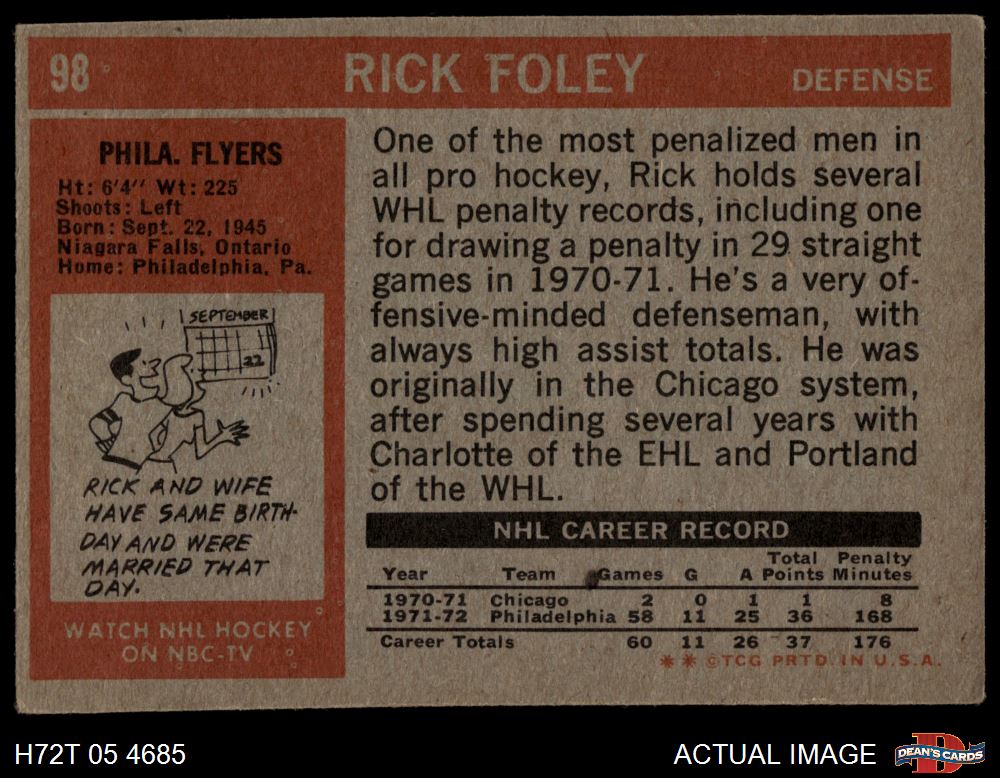 98
RICK FOLEY
DEFENSE
PHILA. FLYERS
Ht: 6'4" Wt: 225
Shoots: Left
Born: Sept. 22, 1945
Niagara Falls, Ontario
Home: Philadelphia, Pa.
SEPTEMBER
22
RICK AND WIFE
HAVE SAME BIRTH-
DAY AND WERE
MARRIED THAT
DAY.
WATCH NHL HOCKEY
ON NBC-TV
One of the most penalized men in
all pro hockey, Rick holds several
WHL penalty records, including one
for drawing a penalty in 29 straight
games in 1970-71. He's a very of-
fensive-minded defenseman, with
always high assist totals. He was
originally in the Chicago system,
after spending several years with
Charlotte of the EHL and Portland
of the WHL.
NHL CAREER RECORD
Total Penalty
Year Team Games G A Points Minutes
1970-71 Chicago 2 0 1 1 8
1971-72 Philadelphia 58 11 25 36 168
Career Totals 60 11 26 37 176
** ©TCG PRTD. IN U.S.A.
H72T 05 4685
ACTUAL IMAGE
D
DEAN'S CARDS